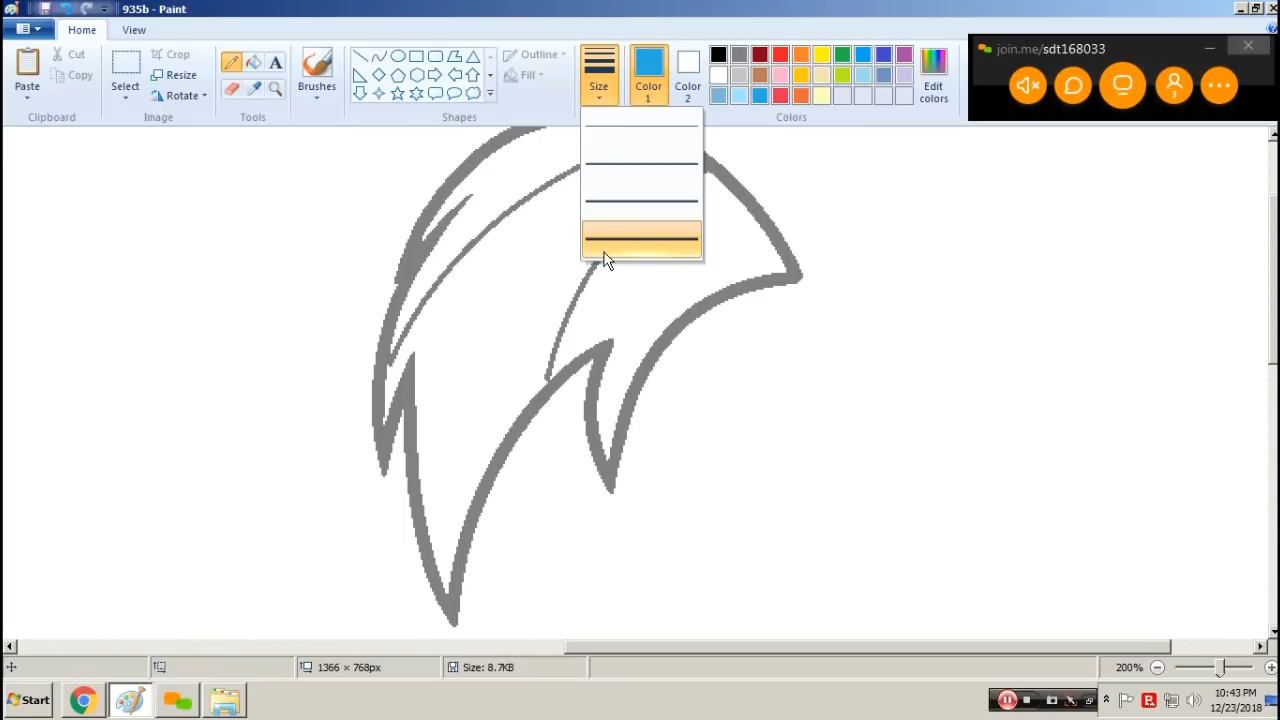 935b - Paint
Home View
Paste
Cut
Copy
Clipboard
Select
Crop
Resize
Rotate
Image
A
Tools
Brushes
Outline
Fill
Shapes
Size
Color 1
Color 2
Edit colors
Colors
join.me/sdt168033
3
1366 × 768px
Size: 8.7KB
200%
Start
B
10:43 PM
12/23/2018